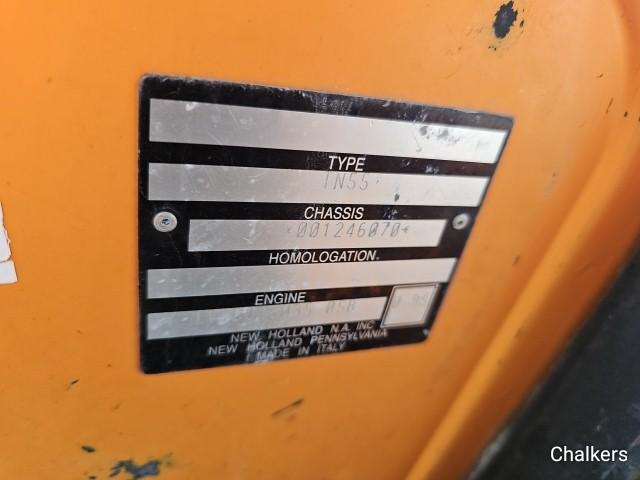 TYPE
TN55
CHASSIS
*001246070*
HOMOLOGATION
ENGINE
NEW HOLLAND N.A. INC
NEW HOLLAND PENNSYLVANIA
MADE IN ITALY
Chalkers